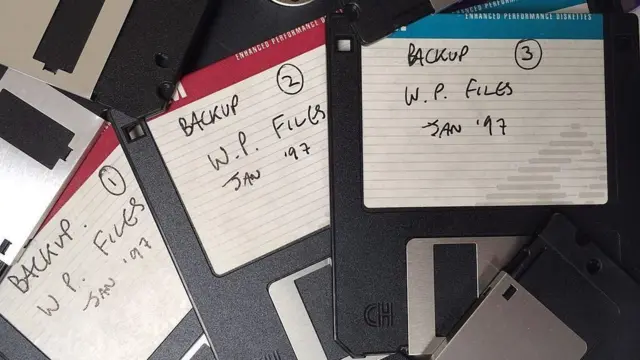 BACKUP 1
W P. FILES
JAN '97
ENHANCED PERFORMANCE DISKETTES
BACKUP 2
W.P. FILES
JAN '97
ENHANCED PERFORMANCE DISKETTES
BACKUP 3
W.P. FILES
JAN '97